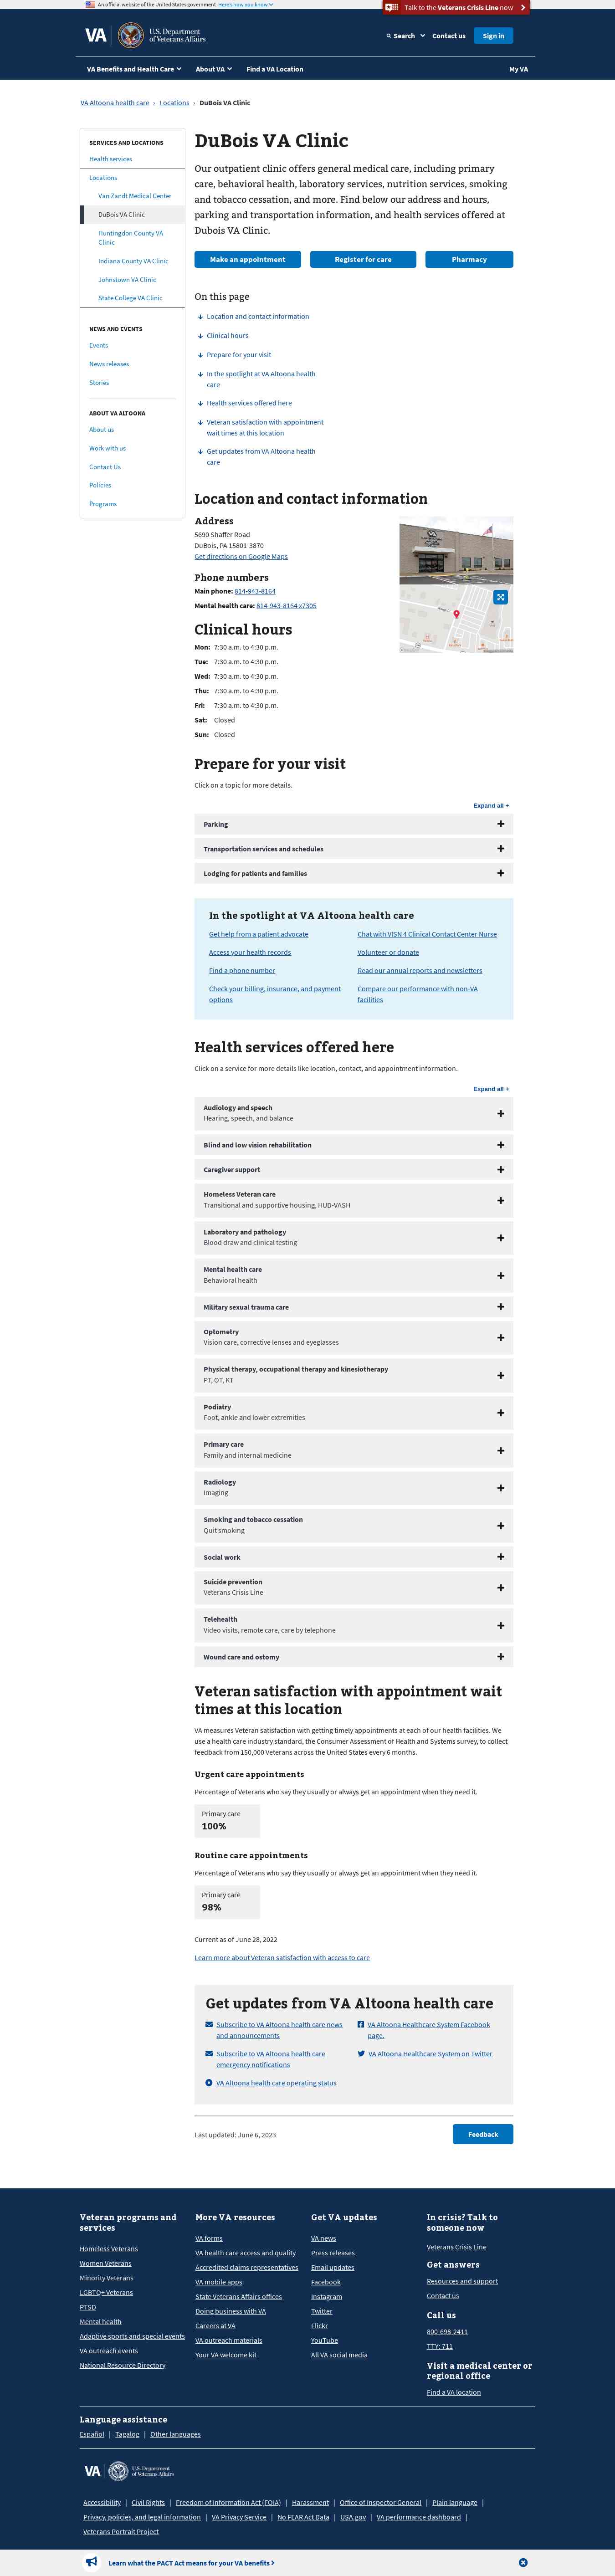 An official website of the United States government Here's how you know
Talk to the Veterans Crisis Line now
VA
U.S. Department
of Veterans Affairs
Search
Contact us
Sign in
VA Benefits and Health Care
About VA
Find a VA Location
My VA
VA Altoona health care › Locations › DuBois VA Clinic
SERVICES AND LOCATIONS
Health services
Locations
Van Zandt Medical Center
DuBois VA Clinic
Huntingdon County VA
Clinic
Indiana County VA Clinic
Johnstown VA Clinic
State College VA Clinic
NEWS AND EVENTS
Events
News releases
Stories
ABOUT VA ALTOONA
About us
Work with us
Contact Us
Policies
Programs
DuBois VA Clinic
Our outpatient clinic offers general medical care, including primary
care, behavioral health, laboratory services, nutrition services, smoking
and tobacco cessation, and more. Find below our address and hours,
parking and transportation information, and health services offered at
Dubois VA Clinic.
Make an appointment
Register for care
Pharmacy
On this page
Location and contact information
Clinical hours
Prepare for your visit
In the spotlight at VA Altoona health
care
Health services offered here
Veteran satisfaction with appointment
wait times at this location
Get updates from VA Altoona health
care
Location and contact information
Address
5690 Shaffer Road
DuBois, PA 15801-3870
Get directions on Google Maps
Phone numbers
Main phone: 814-943-8164
Mental health care: 814-943-8164 x7305
Clinical hours
Mon: 7:30 a.m. to 4:30 p.m.
Tue: 7:30 a.m. to 4:30 p.m.
Wed: 7:30 a.m. to 4:30 p.m.
Thu: 7:30 a.m. to 4:30 p.m.
Fri: 7:30 a.m. to 4:30 p.m.
Sat: Closed
Sun: Closed
Prepare for your visit
Click on a topic for more details.
Expand all +
Parking
Transportation services and schedules
Lodging for patients and families
In the spotlight at VA Altoona health care
Get help from a patient advocate
Chat with VISN 4 Clinical Contact Center Nurse
Access your health records
Volunteer or donate
Find a phone number
Read our annual reports and newsletters
Check your billing, insurance, and payment
options
Compare our performance with non-VA
facilities
Health services offered here
Click on a service for more details like location, contact, and appointment information.
Expand all +
Audiology and speech
Hearing, speech, and balance
Blind and low vision rehabilitation
Caregiver support
Homeless Veteran care
Transitional and supportive housing, HUD-VASH
Laboratory and pathology
Blood draw and clinical testing
Mental health care
Behavioral health
Military sexual trauma care
Optometry
Vision care, corrective lenses and eyeglasses
Physical therapy, occupational therapy and kinesiotherapy
PT, OT, KT
Podiatry
Foot, ankle and lower extremities
Primary care
Family and internal medicine
Radiology
Imaging
Smoking and tobacco cessation
Quit smoking
Social work
Suicide prevention
Veterans Crisis Line
Telehealth
Video visits, remote care, care by telephone
Wound care and ostomy
Veteran satisfaction with appointment wait
times at this location
VA measures Veteran satisfaction with getting timely appointments at each of our health facilities. We
use a health care industry standard, the Consumer Assessment of Health and Systems survey, to collect
feedback from 150,000 Veterans across the United States every 6 months.
Urgent care appointments
Percentage of Veterans who say they usually or always get an appointment when they need it.
Primary care
100%
Routine care appointments
Percentage of Veterans who say they usually or always get an appointment when they need it.
Primary care
98%
Current as of June 28, 2022
Learn more about Veteran satisfaction with access to care
Get updates from VA Altoona health care
Subscribe to VA Altoona health care news
and announcements
VA Altoona Healthcare System Facebook
page.
Subscribe to VA Altoona health care
emergency notifications
VA Altoona Healthcare System on Twitter
VA Altoona health care operating status
Last updated: June 6, 2023
Feedback
Veteran programs and
services
Homeless Veterans
Women Veterans
Minority Veterans
LGBTQ+ Veterans
PTSD
Mental health
Adaptive sports and special events
VA outreach events
National Resource Directory
More VA resources
VA forms
VA health care access and quality
Accredited claims representatives
VA mobile apps
State Veterans Affairs offices
Doing business with VA
Careers at VA
VA outreach materials
Your VA welcome kit
Get VA updates
VA news
Press releases
Email updates
Facebook
Instagram
Twitter
Flickr
YouTube
All VA social media
In crisis? Talk to
someone now
Veterans Crisis Line
Get answers
Resources and support
Contact us
Call us
800-698-2411
TTY: 711
Visit a medical center or
regional office
Find a VA location
Language assistance
Español | Tagalog | Other languages
VA
U.S. Department
of Veterans Affairs
Accessibility | Civil Rights | Freedom of Information Act (FOIA) | Harassment | Office of Inspector General | Plain language |
Privacy, policies, and legal information | VA Privacy Service | No FEAR Act Data | USA.gov | VA performance dashboard |
Veterans Portrait Project
Learn what the PACT Act means for your VA benefits